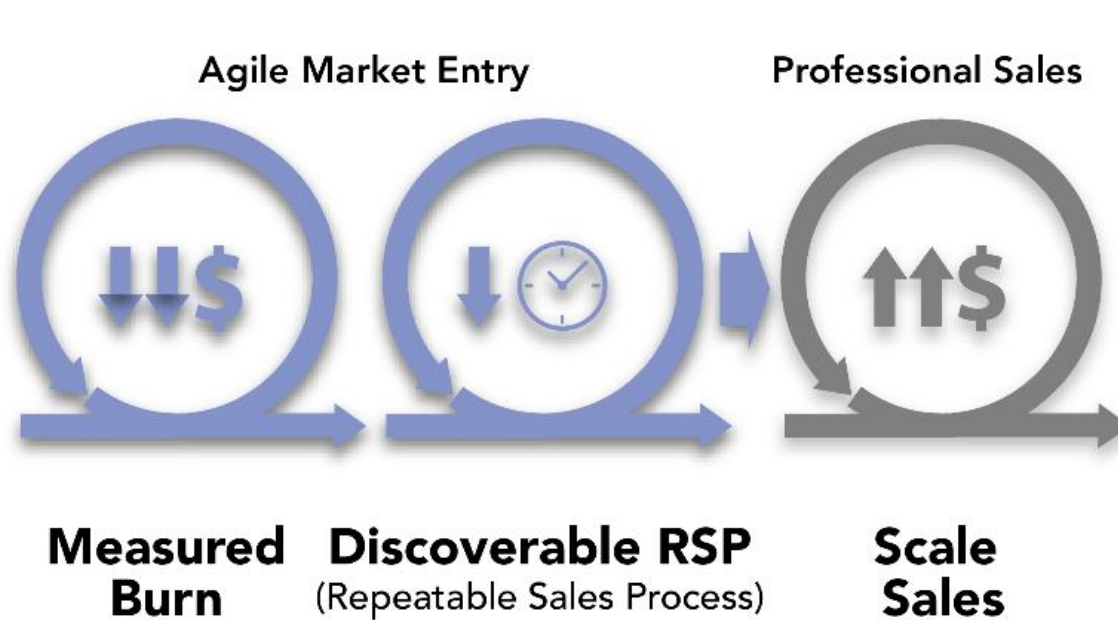 Agile Market Entry
Professional Sales
$
$
Measured
Burn
Discoverable RSP
(Repeatable Sales Process)
Scale
Sales